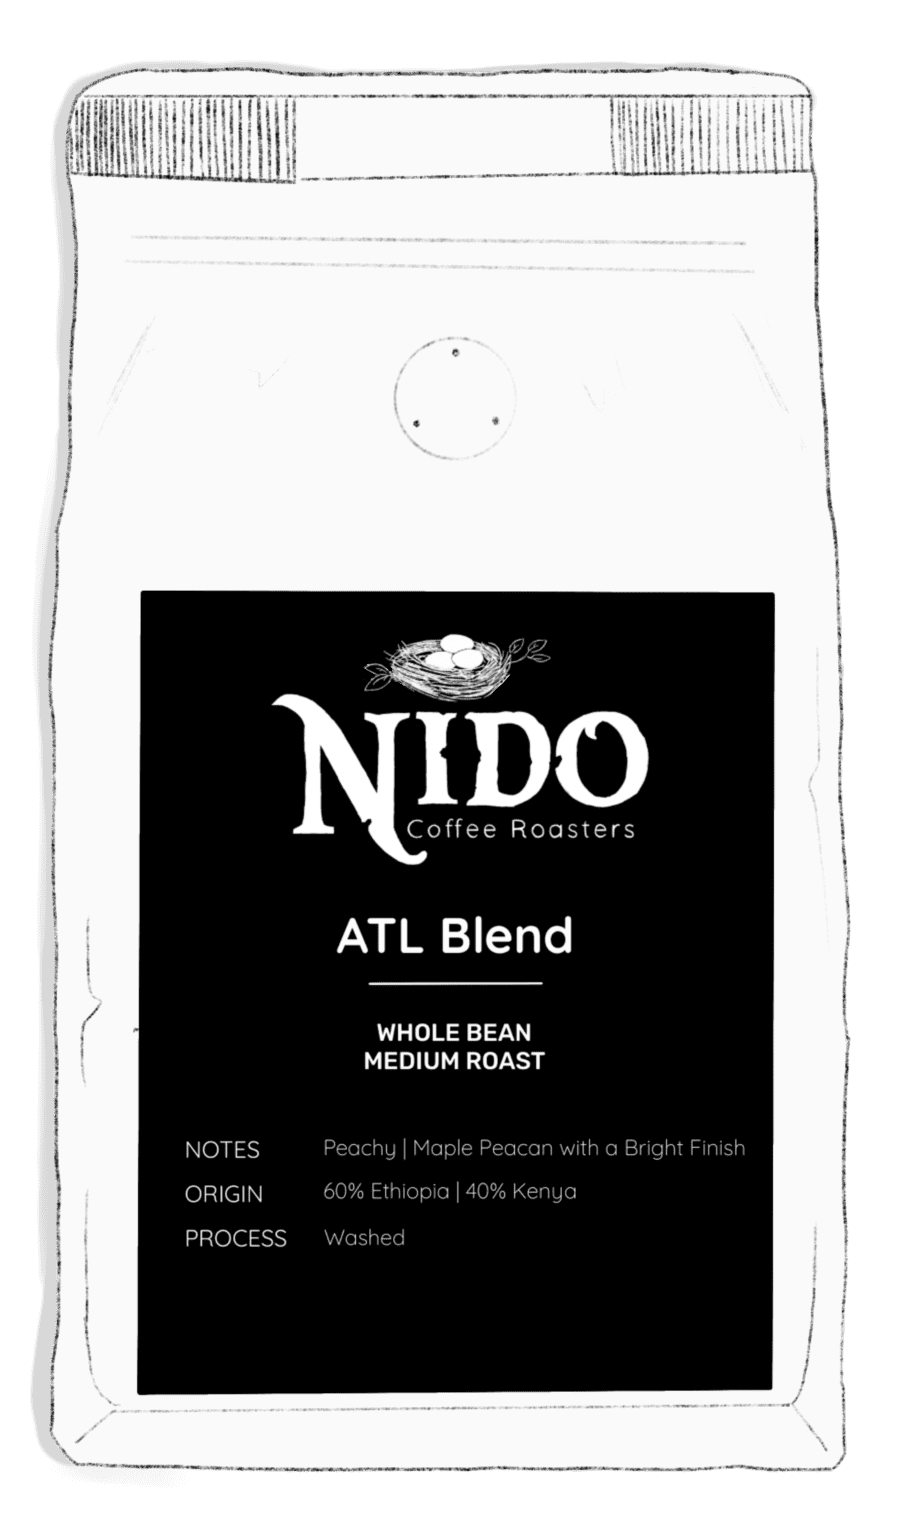 NIDO
Coffee Roasters
ATL Blend
WHOLE BEAN
MEDIUM ROAST
NOTES Peachy | Maple Peacan with a Bright Finish
ORIGIN 60% Ethiopia | 40% Kenya
PROCESS Washed